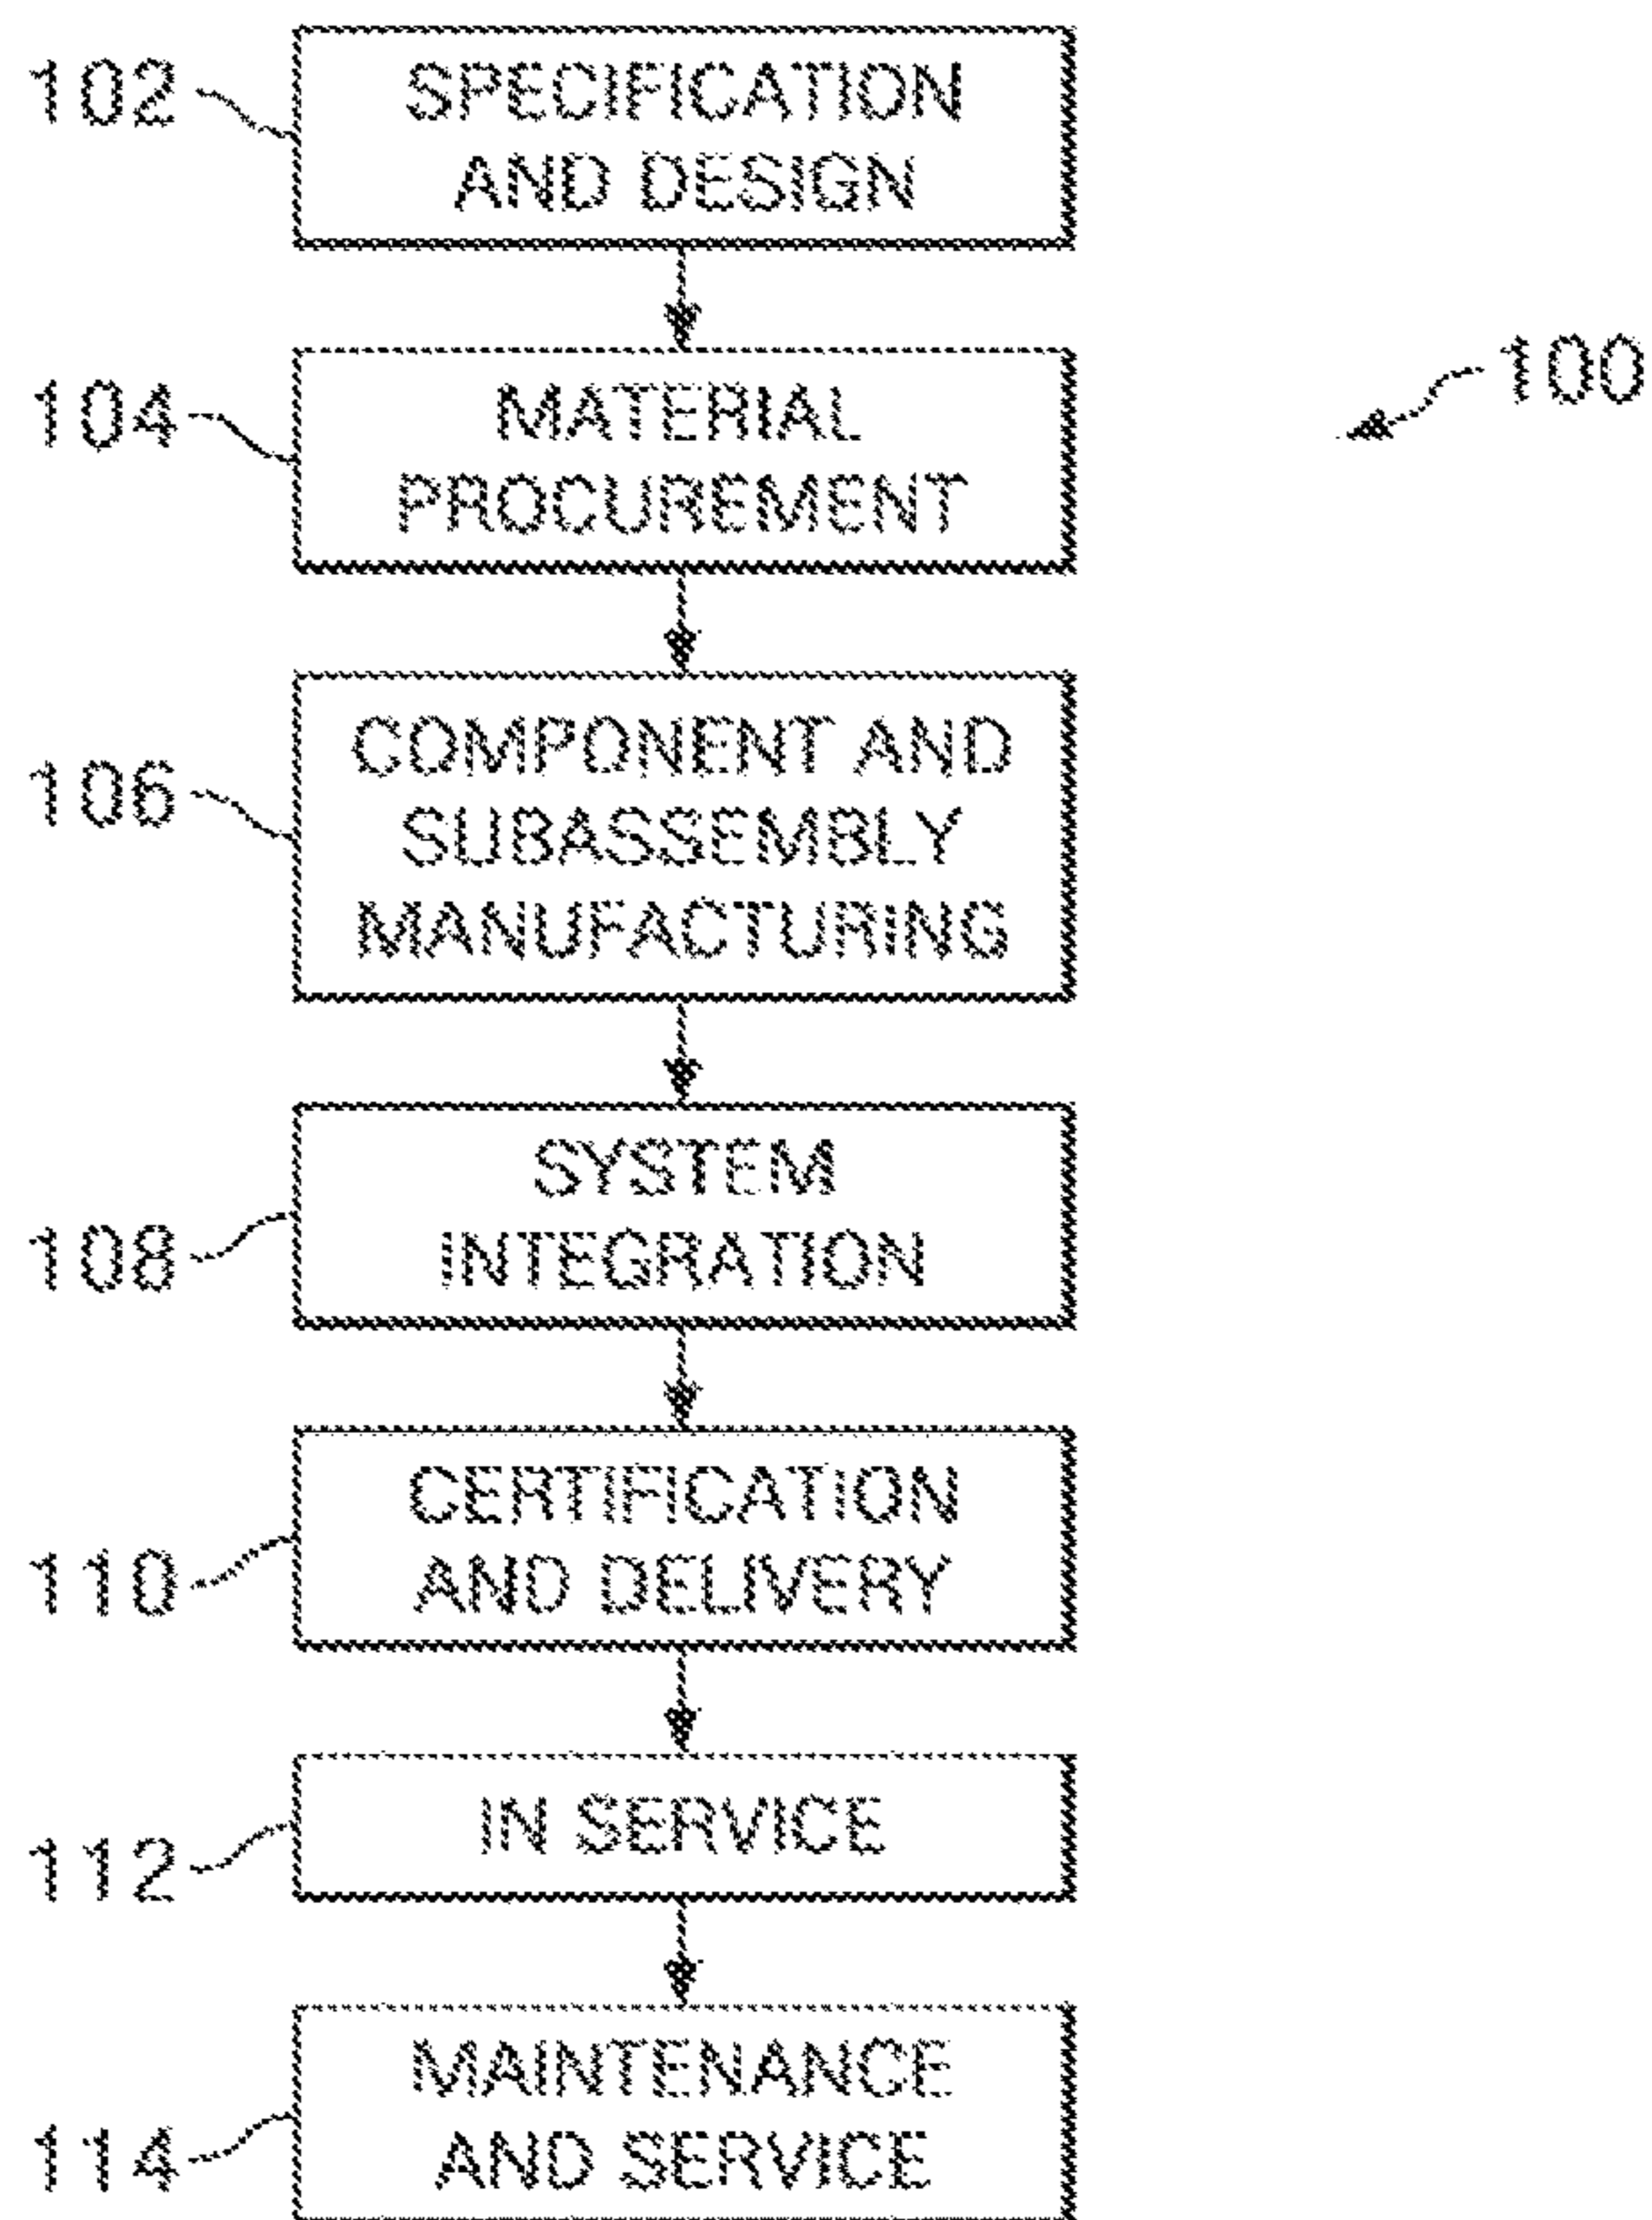 102
SPECIFICATION
AND DESIGN
100
104
MATERIAL
PROCUREMENT
106
COMPONENT AND
SUBASSEMBLY
MANUFACTURING
108
SYSTEM
INTEGRATION
110
CERTIFICATION
AND DELIVERY
112
IN SERVICE
114
MAINTENANCE
AND SERVICE